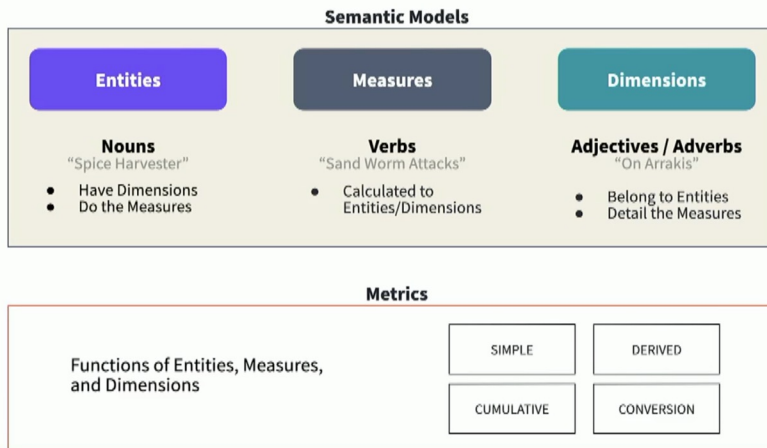 Semantic Models
Entities
Measures
Dimensions
Nouns
“Spice Harvester”
● Have Dimensions
● Do the Measures
Verbs
“Sand Worm Attacks”
● Calculated to
Entities/Dimensions
Adjectives / Adverbs
“On Arrakis”
● Belong to Entities
● Detail the Measures
Metrics
Functions of Entities, Measures,
and Dimensions
SIMPLE
DERIVED
CUMULATIVE
CONVERSION